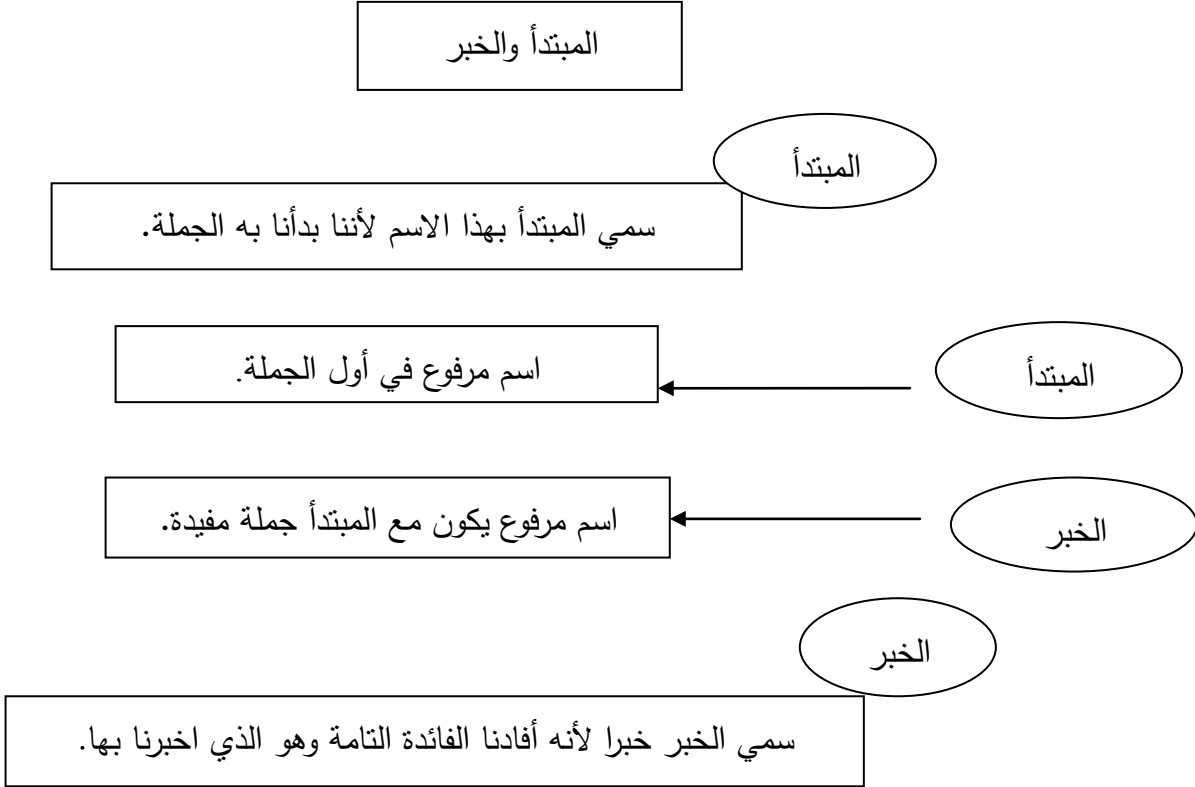 المبتدأ والخبر
المبتدأ
سمي المبتدأ بهذا الاسم لأننا بدأنا به الجملة.
المبتدأ
اسم مرفوع في أول الجملة.
الخبر
اسم مرفوع يكون مع المبتدأ جملة مفيدة.
الخبر
سمي الخبر خبرا لأنه أفادنا الفائدة التامة وهو الذي اخبرنا بها.